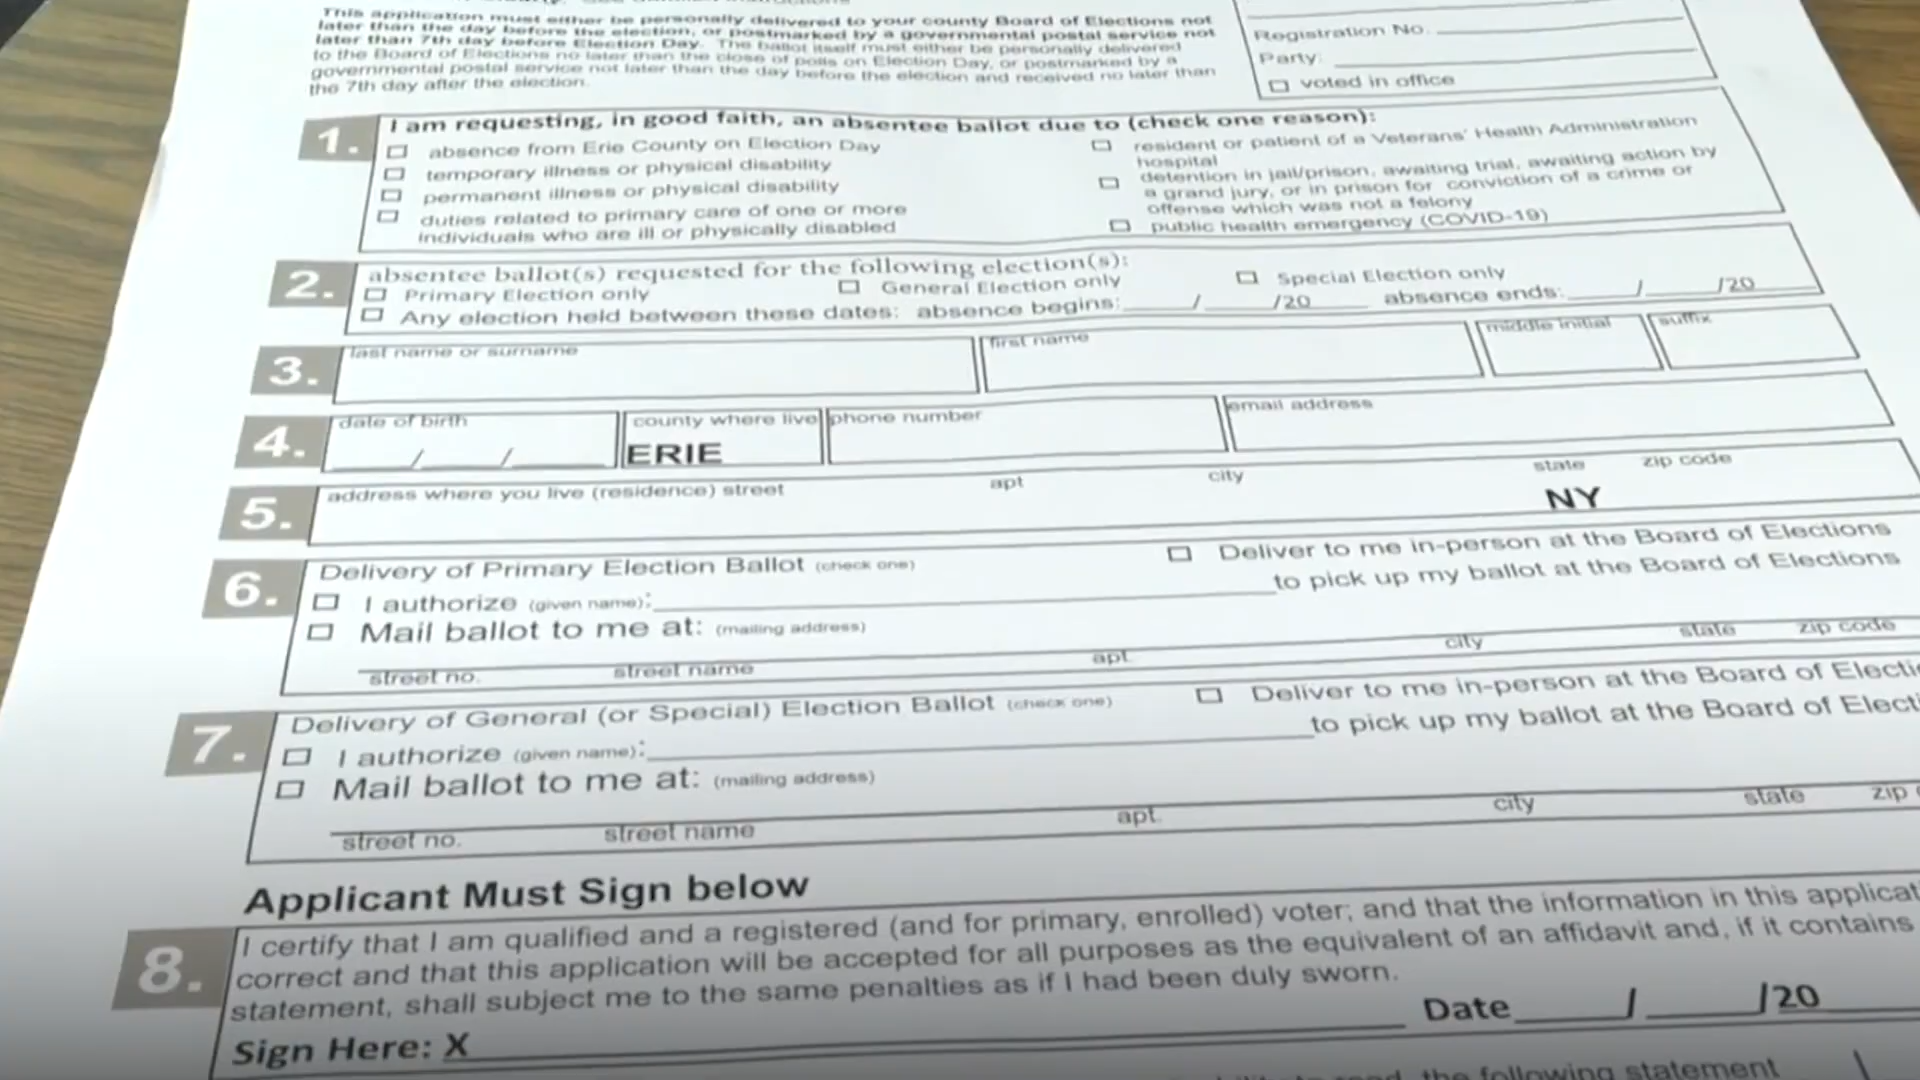 This application must either be personally delivered to your county Board of Elections not
later than the day before the election, or postmarked by a governmental postal service not
later than 7th day before Election Day. The ballot itself must either be personally delivered
to the Board of Elections no later than the close of polls on Election Day, or postmarked by a
governmental postal service not later than the day before the election and received no later than
the 7th day after the election.
Registration No.
Party:
voted in office
1. I am requesting, in good faith, an absentee ballot due to (check one reason):
absence from Erie County on Election Day
temporary illness or physical disability
permanent illness or physical disability
duties related to primary care of one or more
individuals who are ill or physically disabled
resident or patient of a Veterans' Health Administration
hospital
detention in jail/prison, awaiting trial, awaiting action by
a grand jury, or in prison for conviction of a crime or
offense which was not a felony
public health emergency (COVID-19)
2. absentee ballot(s) requested for the following election(s):
Primary Election only General Election only Special Election only
Any election held between these dates: absence begins: ____/____/20____ absence ends: ____/____/20____
3. last name or surname first name middle initial suffix
4. date of birth county where live phone number email address
____/____/____ ERIE
5. address where you live (residence) street apt city state zip code
NY
6. Delivery of Primary Election Ballot (check one) Deliver to me in-person at the Board of Elections
I authorize (given name):____ to pick up my ballot at the Board of Elections
Mail ballot to me at: (mailing address)
street no. street name apt. city state zip code
7. Delivery of General (or Special) Election Ballot (check one) Deliver to me in-person at the Board of Electi
I authorize (given name):____ to pick up my ballot at the Board of Elect
Mail ballot to me at: (mailing address)
street no. street name apt. city state zip
Applicant Must Sign below
8. I certify that I am qualified and a registered (and for primary, enrolled) voter; and that the information in this applicat
correct and that this application will be accepted for all purposes as the equivalent of an affidavit and, if it contains
statement, shall subject me to the same penalties as if I had been duly sworn.
Sign Here: X____ Date ____/____/20____
the following statement